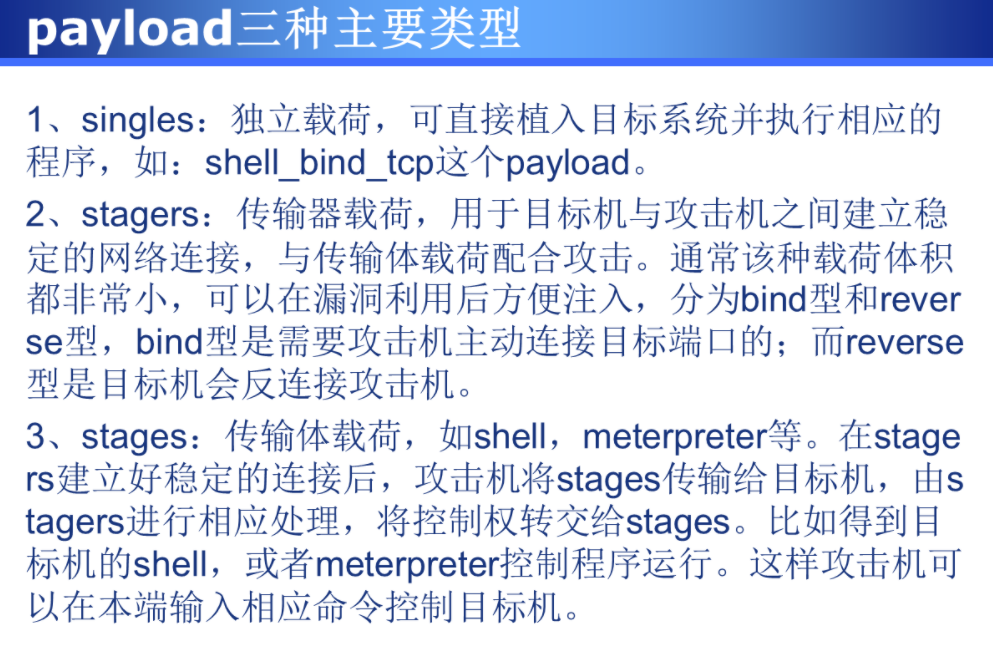 payload三种主要类型
1、singles：独立载荷，可直接植入目标系统并执行相应的
程序，如：shell_bind_tcp这个payload。
2、stagers：传输器载荷，用于目标机与攻击机之间建立稳
定的网络连接，与传输体载荷配合攻击。通常该种载荷体积
都非常小，可以在漏洞利用后方便注入，分为bind型和rever
se型，bind型是需要攻击机主动连接目标端口的；而reverse
型是目标机会反连接攻击机。
3、stages：传输体载荷，如shell，meterpreter等。在stage
rs建立好稳定的连接后，攻击机将stages传输给目标机，由s
tagers进行相应处理，将控制权转交给stages。比如得到目
标机的shell，或者meterpreter控制程序运行。这样攻击机可
以在本端输入相应命令控制目标机。